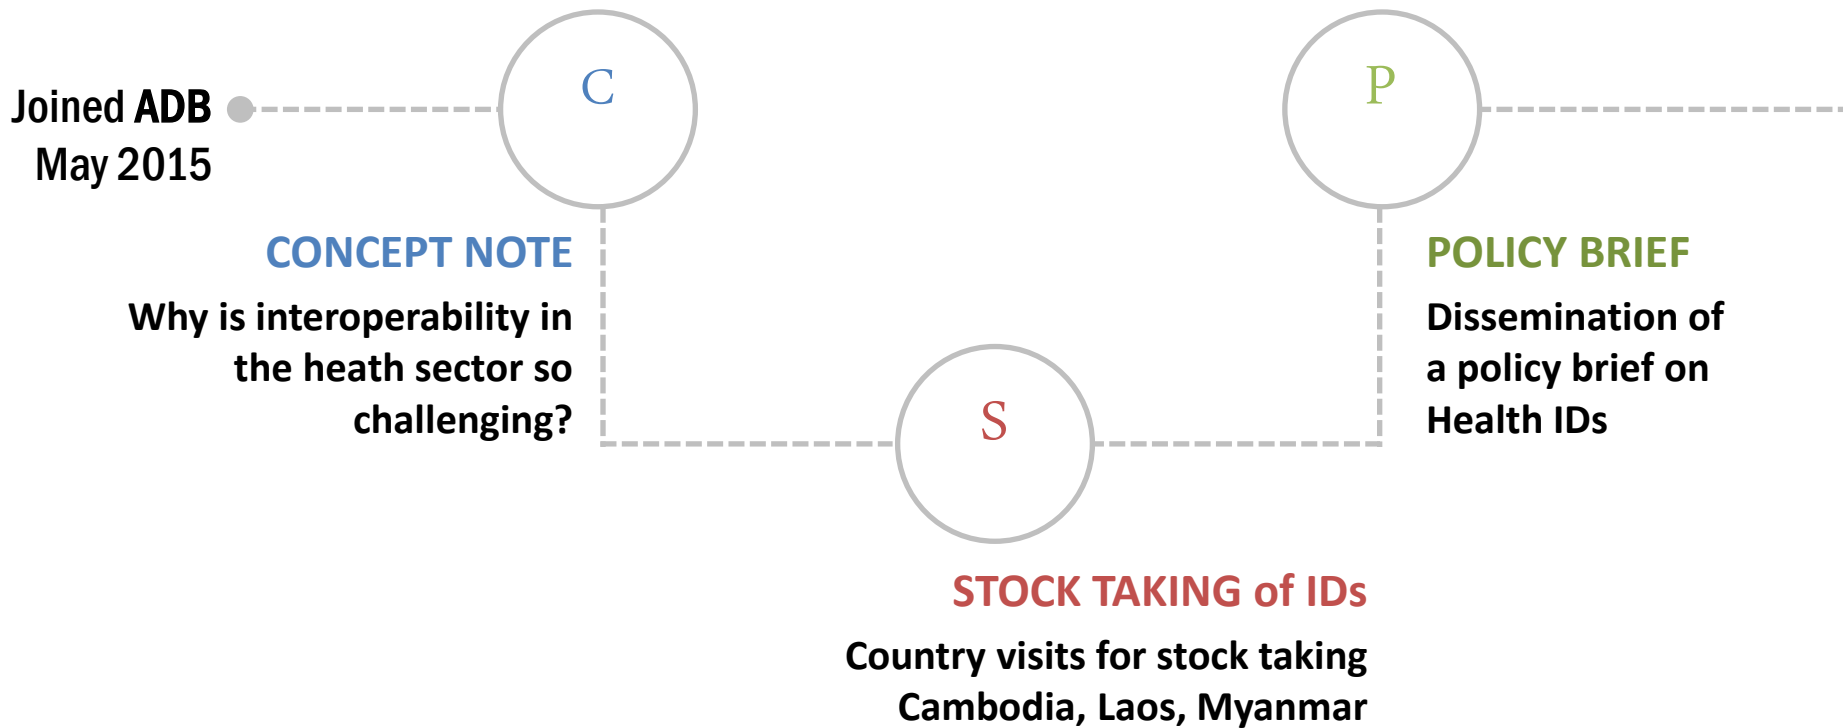 Joined ADB
May 2015
C
CONCEPT NOTE
Why is interoperability in
the heath sector so
challenging?
S
STOCK TAKING of IDs
Country visits for stock taking
Cambodia, Laos, Myanmar
P
POLICY BRIEF
Dissemination of
a policy brief on
Health IDs